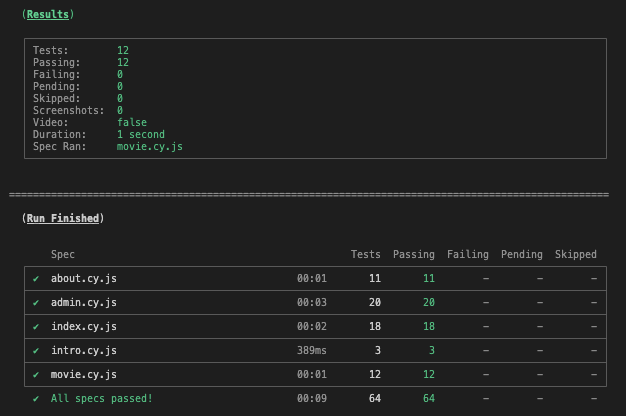 (Results)
Tests: 12
Passing: 12
Failing: 0
Pending: 0
Skipped: 0
Screenshots: 0
Video: false
Duration: 1 second
Spec Ran: movie.cy.js
====================================================================================================
(Run Finished)
Spec Tests Passing Failing Pending Skipped
✔ about.cy.js 00:01 11 11 – – –
✔ admin.cy.js 00:03 20 20 – – –
✔ index.cy.js 00:02 18 18 – – –
✔ intro.cy.js 389ms 3 3 – – –
✔ movie.cy.js 00:01 12 12 – – –
✔ All specs passed! 00:09 64 64 – – –